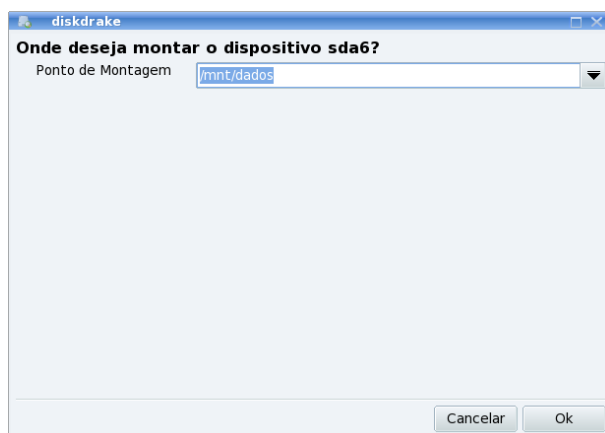 diskdrake
Onde deseja montar o dispositivo sda6?
Ponto de Montagem /mnt/dados
Cancelar Ok